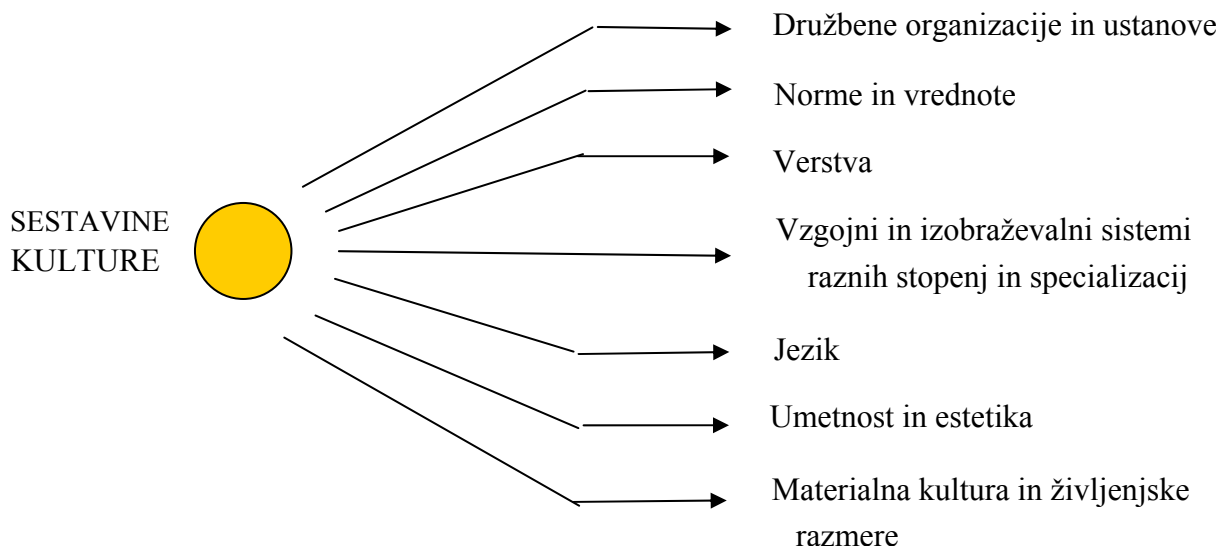 SESTAVINE
KULTURE
Družbene organizacije in ustanove
Norme in vrednote
Verstva
Vzgojni in izobraževalni sistemi
raznih stopenj in specializacij
Jezik
Umetnost in estetika
Materialna kultura in življenjske
razmere